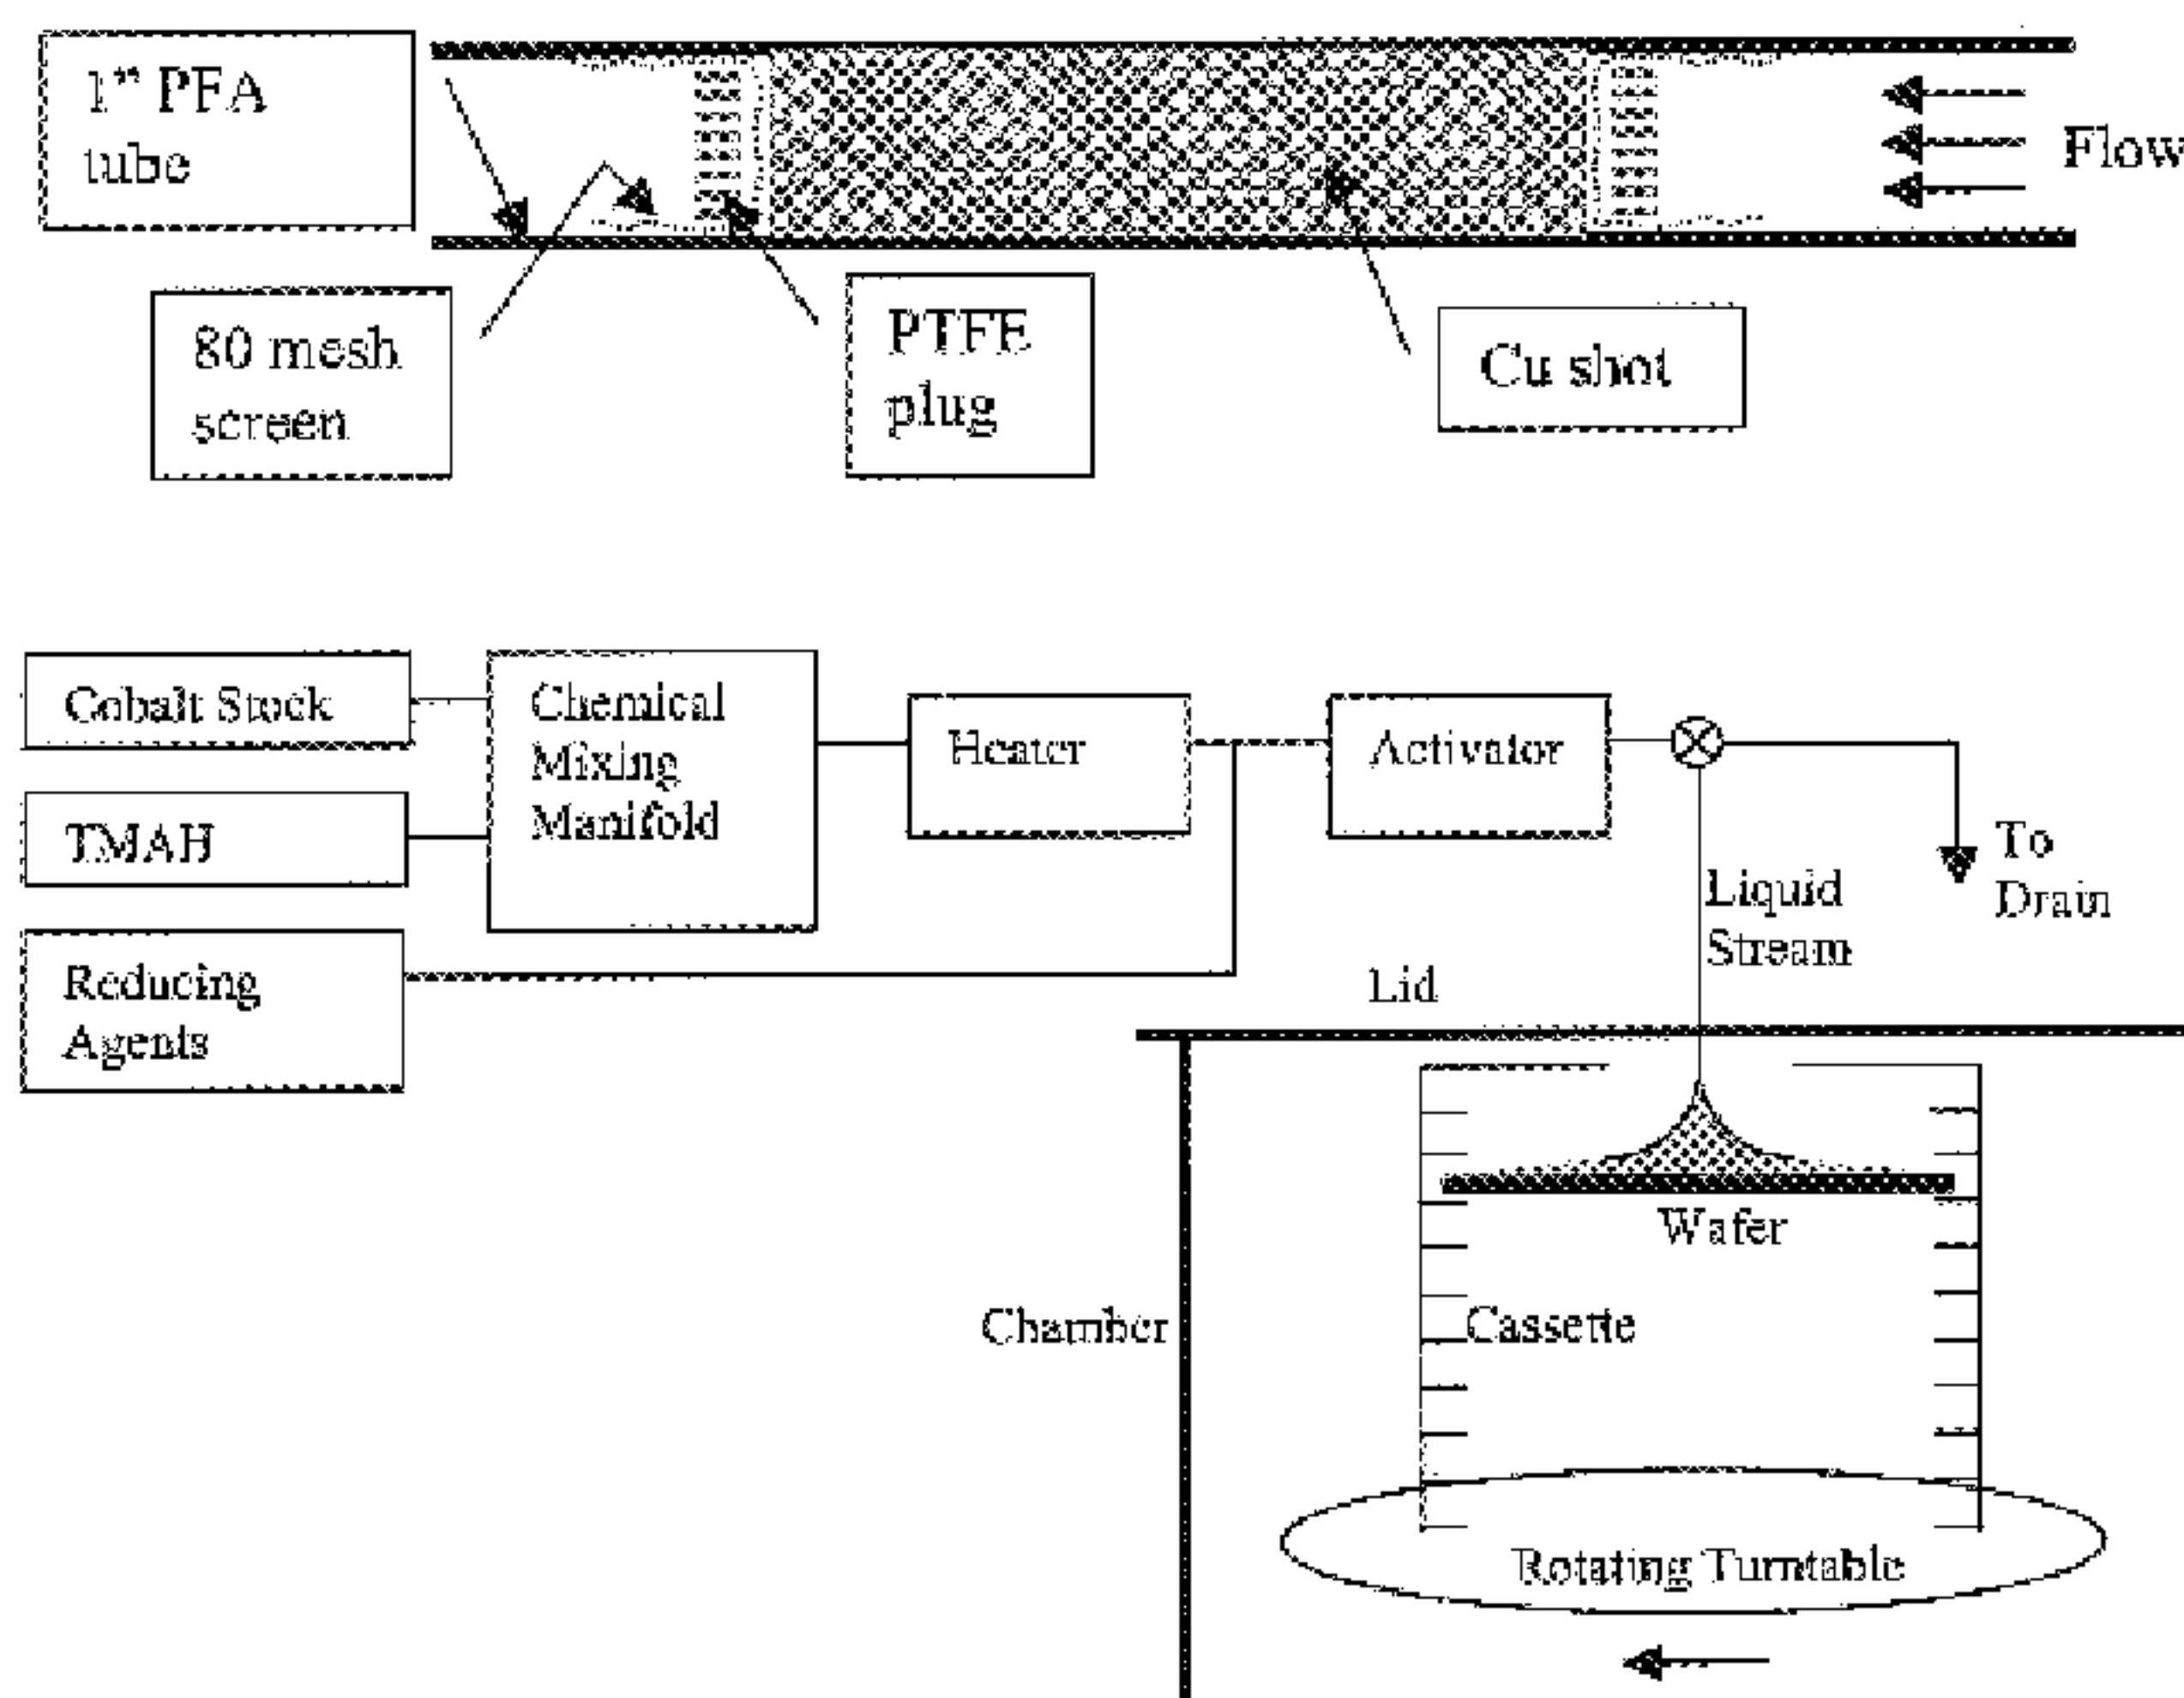 1" PFA
tube
Flow
80 mesh
screen
PTFE
plug
Cu shot
Cobalt Stock
Chemical
Mixing
Manifold
Heater
Activator
TMAH
To
Drain
Liquid
Stream
Reducing
Agents
Lid
Wafer
Chamber
Cassette
Rotating Turntable